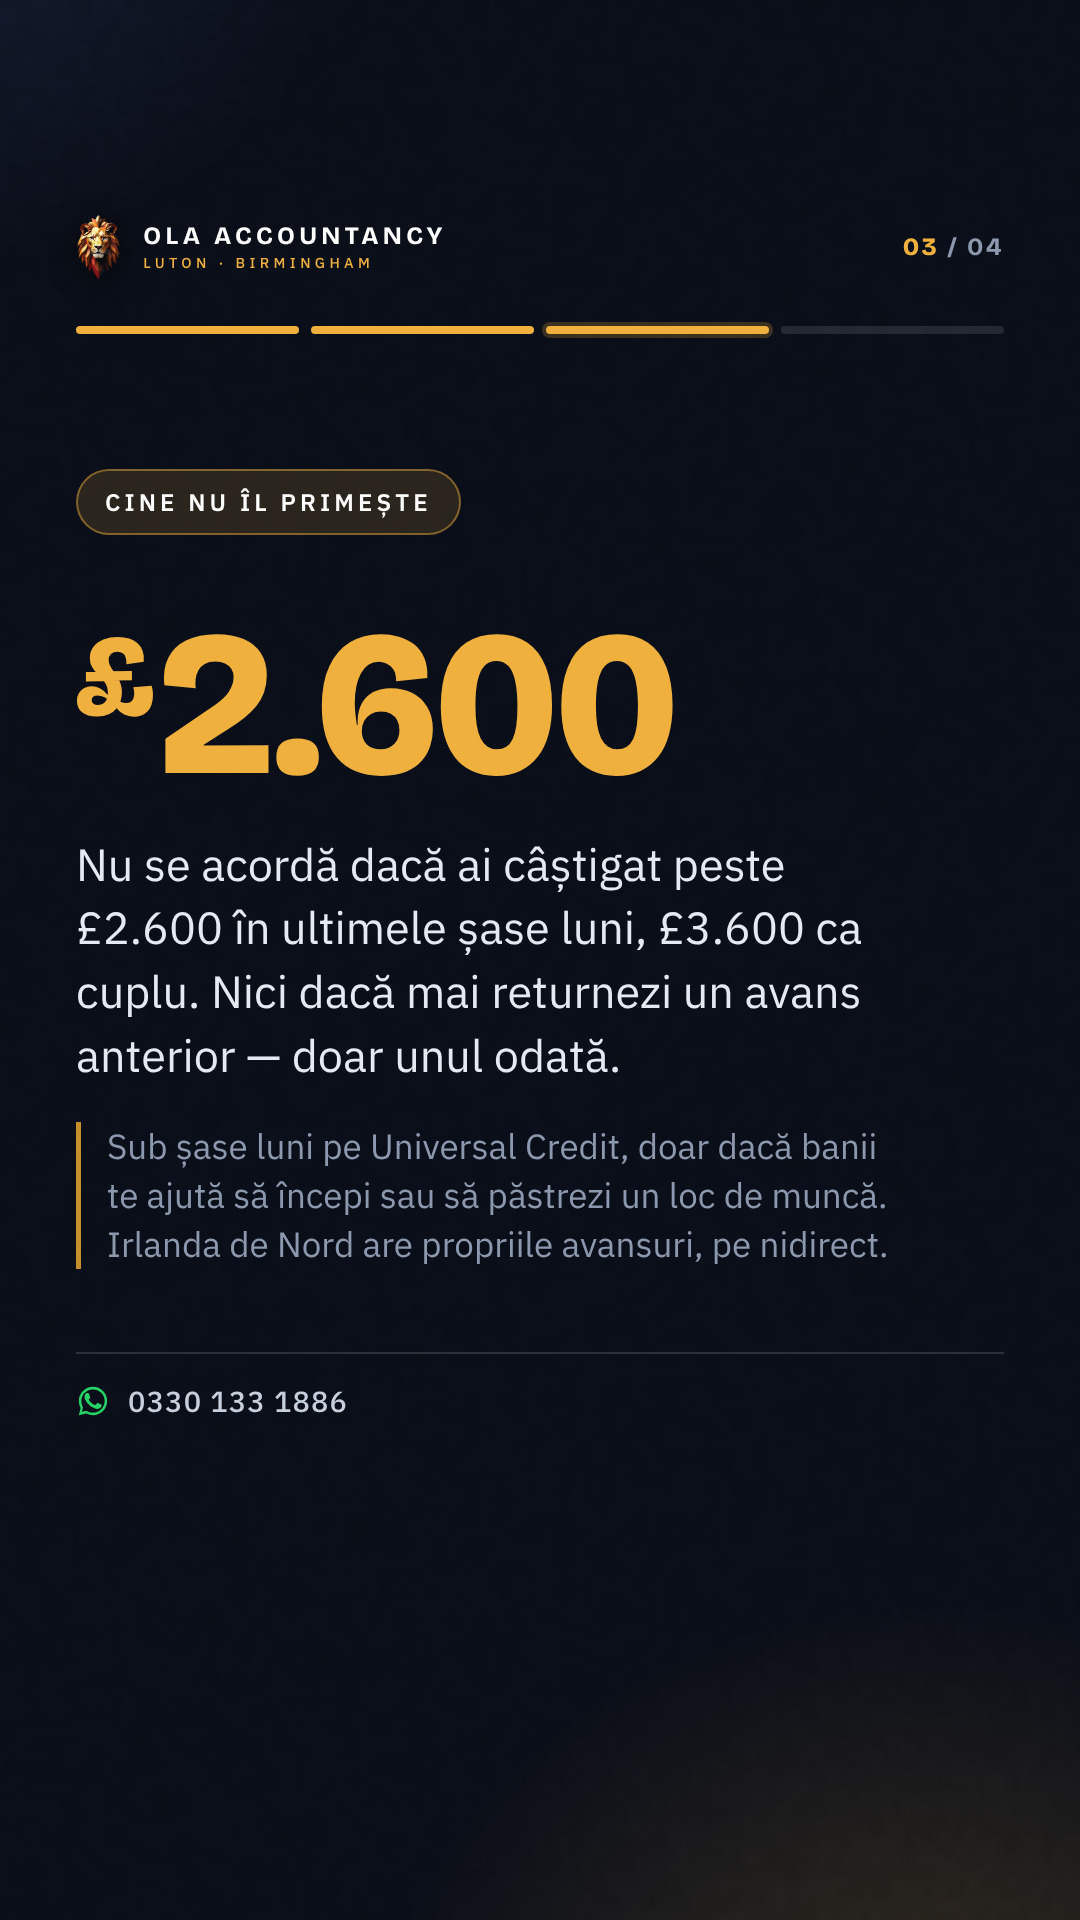 OLA ACCOUNTANCY
LUTON · BIRMINGHAM
03 / 04
CINE NU ÎL PRIMEȘTE
£2.600
Nu se acordă dacă ai câștigat peste
£2.600 în ultimele șase luni, £3.600 ca
cuplu. Nici dacă mai returnezi un avans
anterior — doar unul odată.
Sub șase luni pe Universal Credit, doar dacă banii
te ajută să începi sau să păstrezi un loc de muncă.
Irlanda de Nord are propriile avansuri, pe nidirect.
0330 133 1886